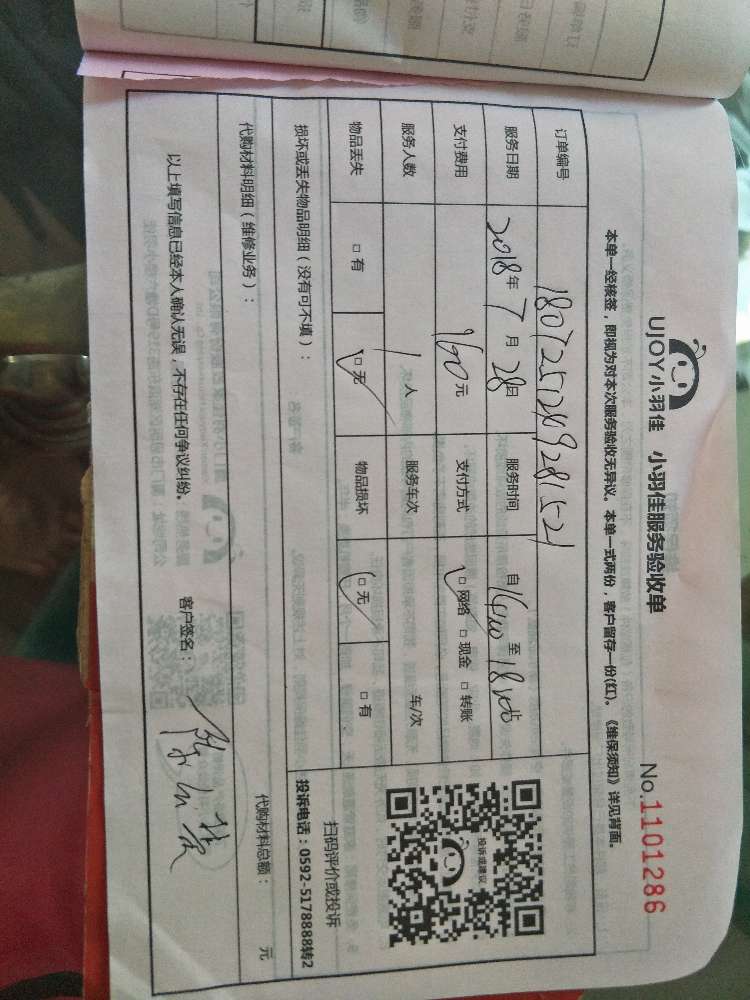 UJOY小羽佳 小羽佳服务验收单
No.1101286
本单一经核签，即视为对本次服务验收无异议。本单一式两份，客户留存一份(红)。《维保须知》详见背面。
订单编号
服务日期 2018年7月28日 服务时间 自16:00至18:00
支付费用 160元 支付方式 □网络 □现金 □转账
服务人数 1人 服务车次 车/次
物品丢失 □有 □无 物品损坏 □无 □有
投诉或建议
扫码评价或投诉
投诉电话：0592-5178888转2
损坏或丢失物品明细（没有可不填）：
代购材料明细（维修业务）： 代购材料总额： 元
以上填写信息已经本人确认无误，不存在任何争议纠纷。 客户签名：